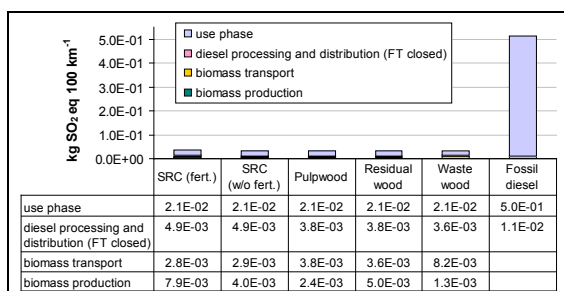 kg SO2 eq 100 km-1
5.0E-01
4.0E-01
3.0E-01
2.0E-01
1.0E-01
0.0E+00
use phase
diesel processing and distribution (FT closed)
biomass transport
biomass production
SRC (fert.) SRC (w/o fert.) Pulpwood Residual wood Waste wood Fossil diesel
use phase 2.1E-02 2.1E-02 2.1E-02 2.1E-02 2.1E-02 5.0E-01
diesel processing and distribution (FT closed) 4.9E-03 4.9E-03 3.8E-03 3.8E-03 3.6E-03 1.1E-02
biomass transport 2.8E-03 2.9E-03 3.8E-03 3.6E-03 8.2E-03
biomass production 7.9E-03 4.0E-03 2.4E-03 5.0E-03 1.3E-03